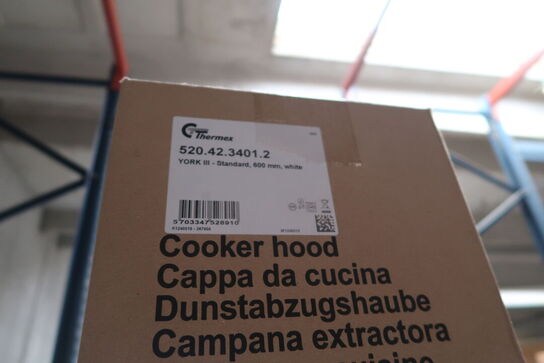 Thermex
520.42.3401.2
YORK III - Standard, 600 mm, white
5703347528910
Cooker hood
Cappa da cucina
Dunstabzugshaube
Campana extractora